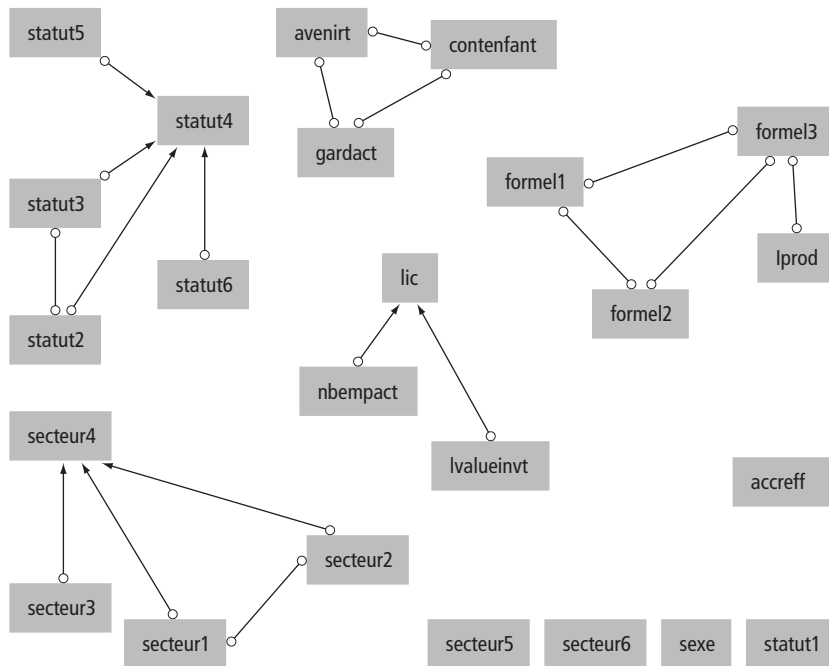 statut5
avenirt
contenfant
statut4
formel3
gardact
formel1
statut3
lprod
lic
statut6
formel2
statut2
nbempact
secteur4
lvalueinvt
accreff
secteur2
secteur3
secteur1
secteur5
secteur6
sexe
statut1